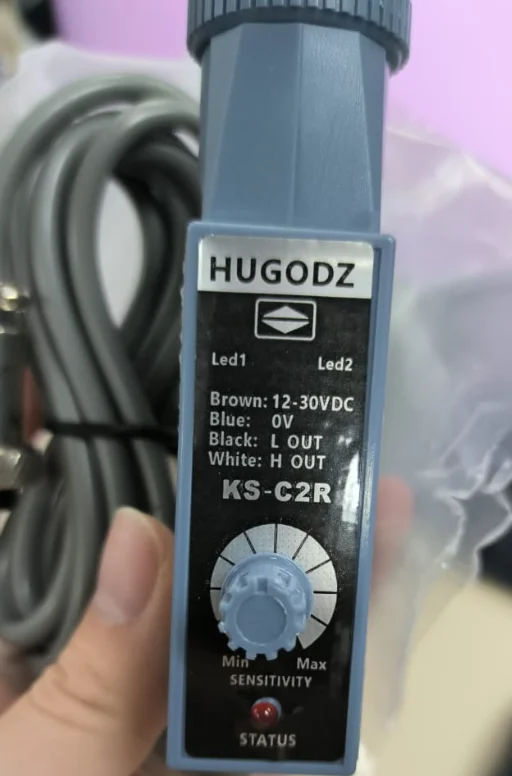 HUGODZ
Led1 Led2
Brown: 12-30VDC
Blue: 0V
Black: L OUT
White: H OUT
KS-C2R
Min Max
SENSITIVITY
STATUS